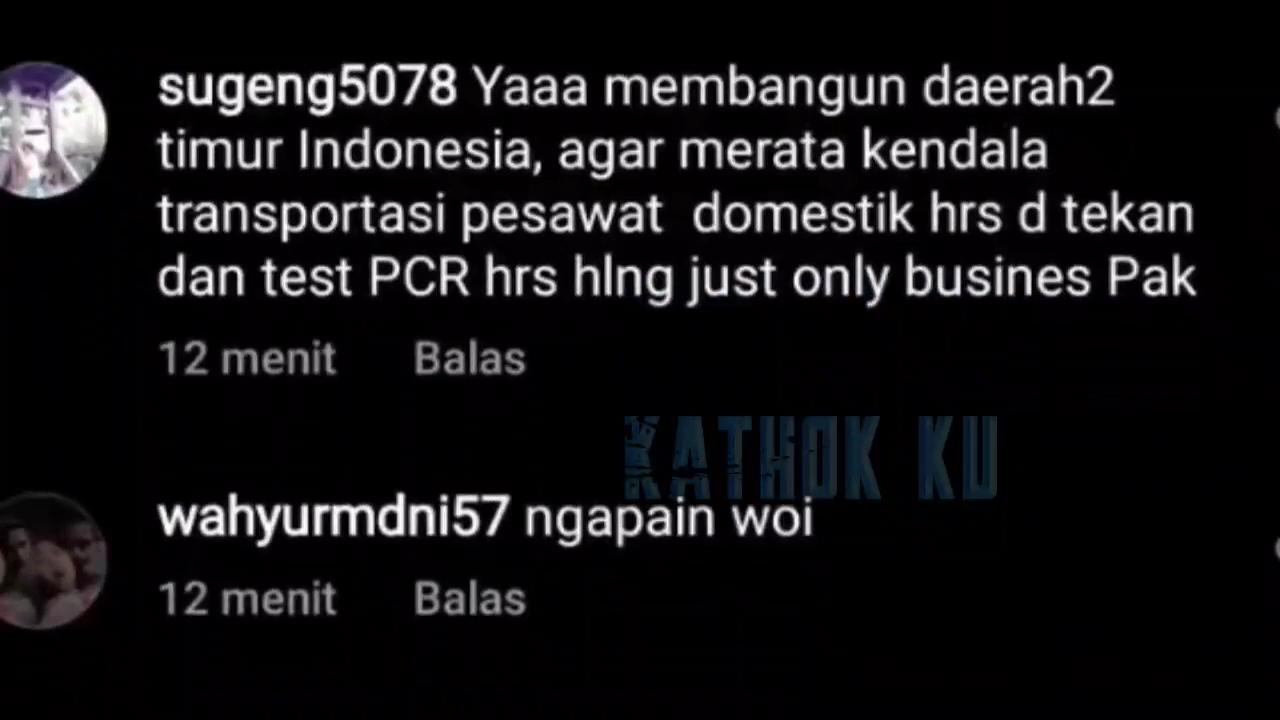 sugeng5078 Yaaa membangun daerah2
timur Indonesia, agar merata kendala
transportasi pesawat domestik hrs d tekan
dan test PCR hrs hlng just only busines Pak
12 menit Balas
KATHOK KU
wahyurmdni57 ngapain woi
12 menit Balas